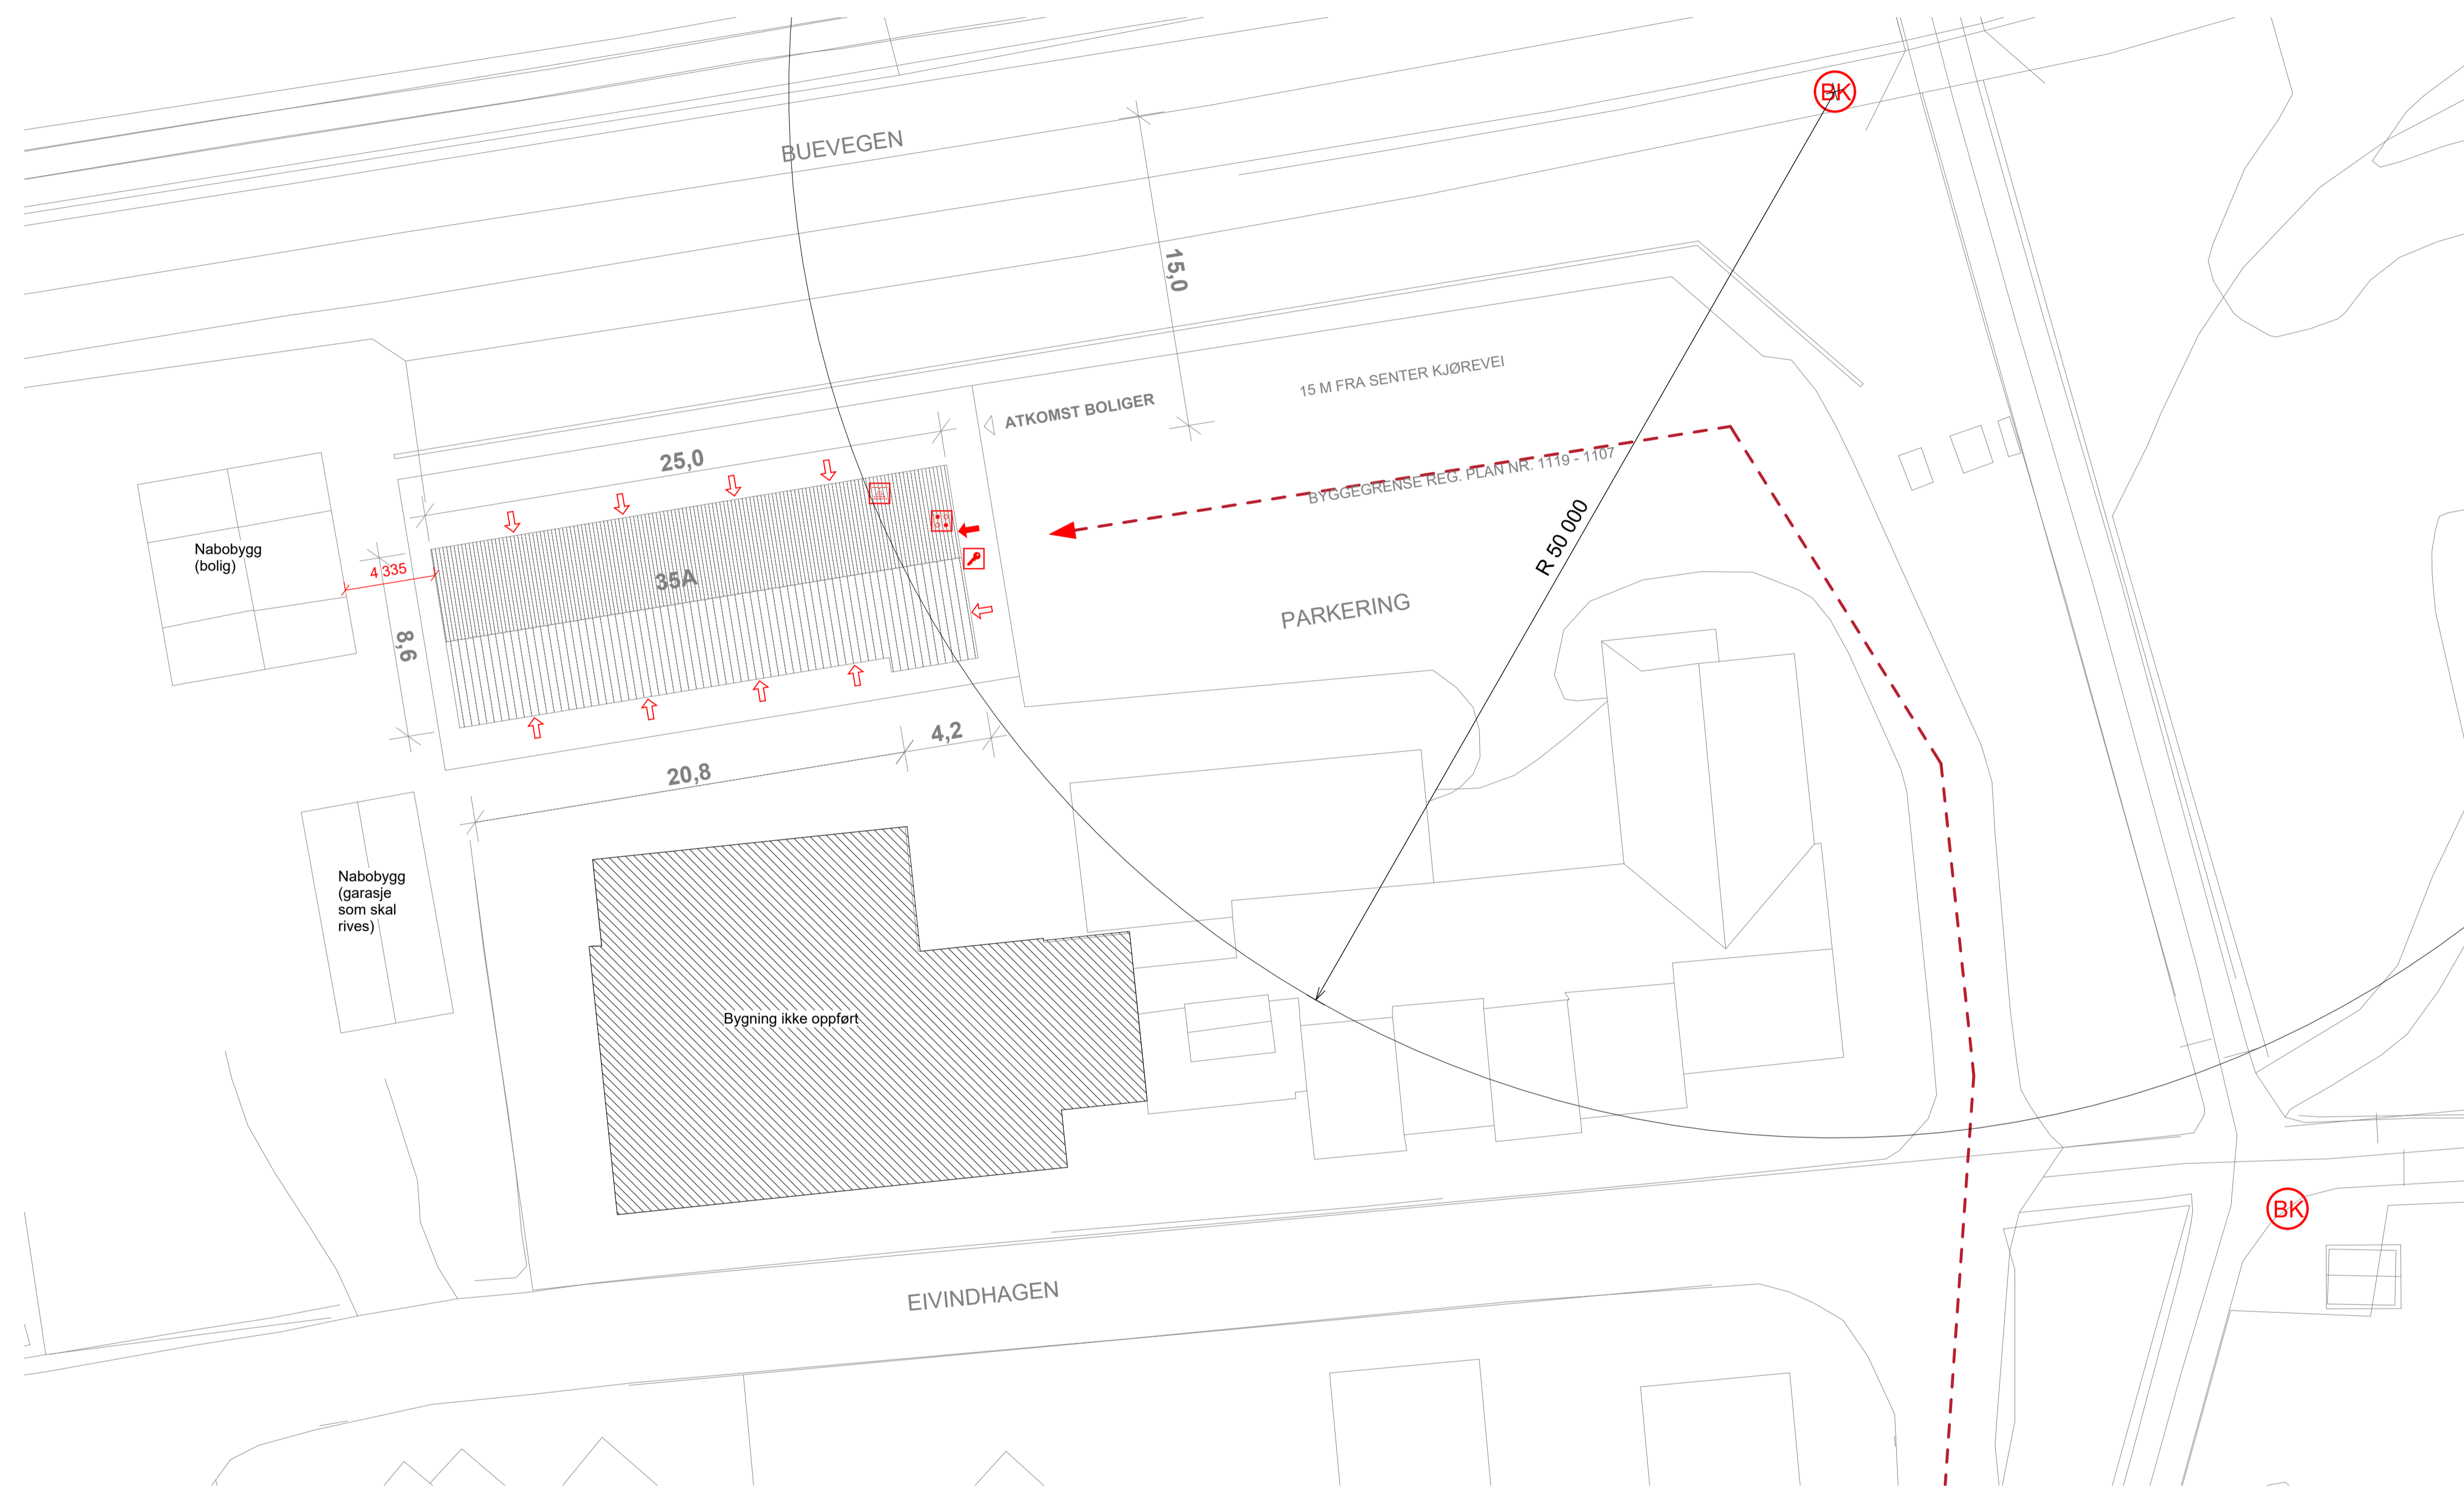 BK
BUEVEGEN
15,0
15 M FRA SENTER KJØREVEI
ATKOMST BOLIGER
25,0
BYGGEGRENSE REG. PLAN NR. 1119 - 1107
R 50 000
Nabobygg
(bolig)
4 335
35A
8,6
PARKERING
4,2
20,8
Nabobygg
(garasje
som skal
rives)
Bygning ikke oppført
BK
EIVINDHAGEN